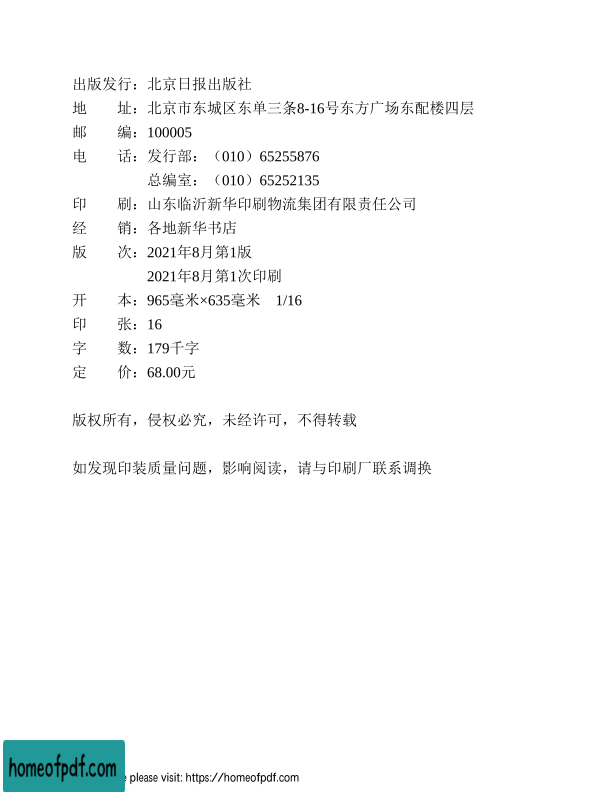 出版发行：北京日报出版社
地　　址：北京市东城区东单三条8-16号东方广场东配楼四层
邮　　编：100005
电　　话：发行部：（010）65255876
总编室：（010）65252135
印　　刷：山东临沂新华印刷物流集团有限责任公司
经　　销：各地新华书店
版　　次：2021年8月第1版
2021年8月第1次印刷
开　　本：965毫米×635毫米　1/16
印　　张：16
字　　数：179千字
定　　价：68.00元
版权所有，侵权必究，未经许可，不得转载
如发现印装质量问题，影响阅读，请与印刷厂联系调换
homeofpdf.com
please visit: https://homeofpdf.com